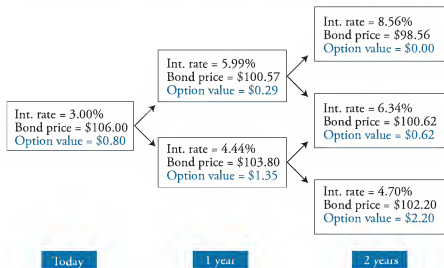 Int. rate = 8.56%
Bond price = $98.56
Option value = $0.00
Int. rate = 5.99%
Bond price = $100.57
Option value = $0.29
Int. rate = 3.00%
Bond price = $106.00
Option value = $0.80
Int. rate = 6.34%
Bond price = $100.62
Option value = $0.62
Int. rate = 4.44%
Bond price = $103.80
Option value = $1.35
Int. rate = 4.70%
Bond price = $102.20
Option value = $2.20
Today
1 year
2 years